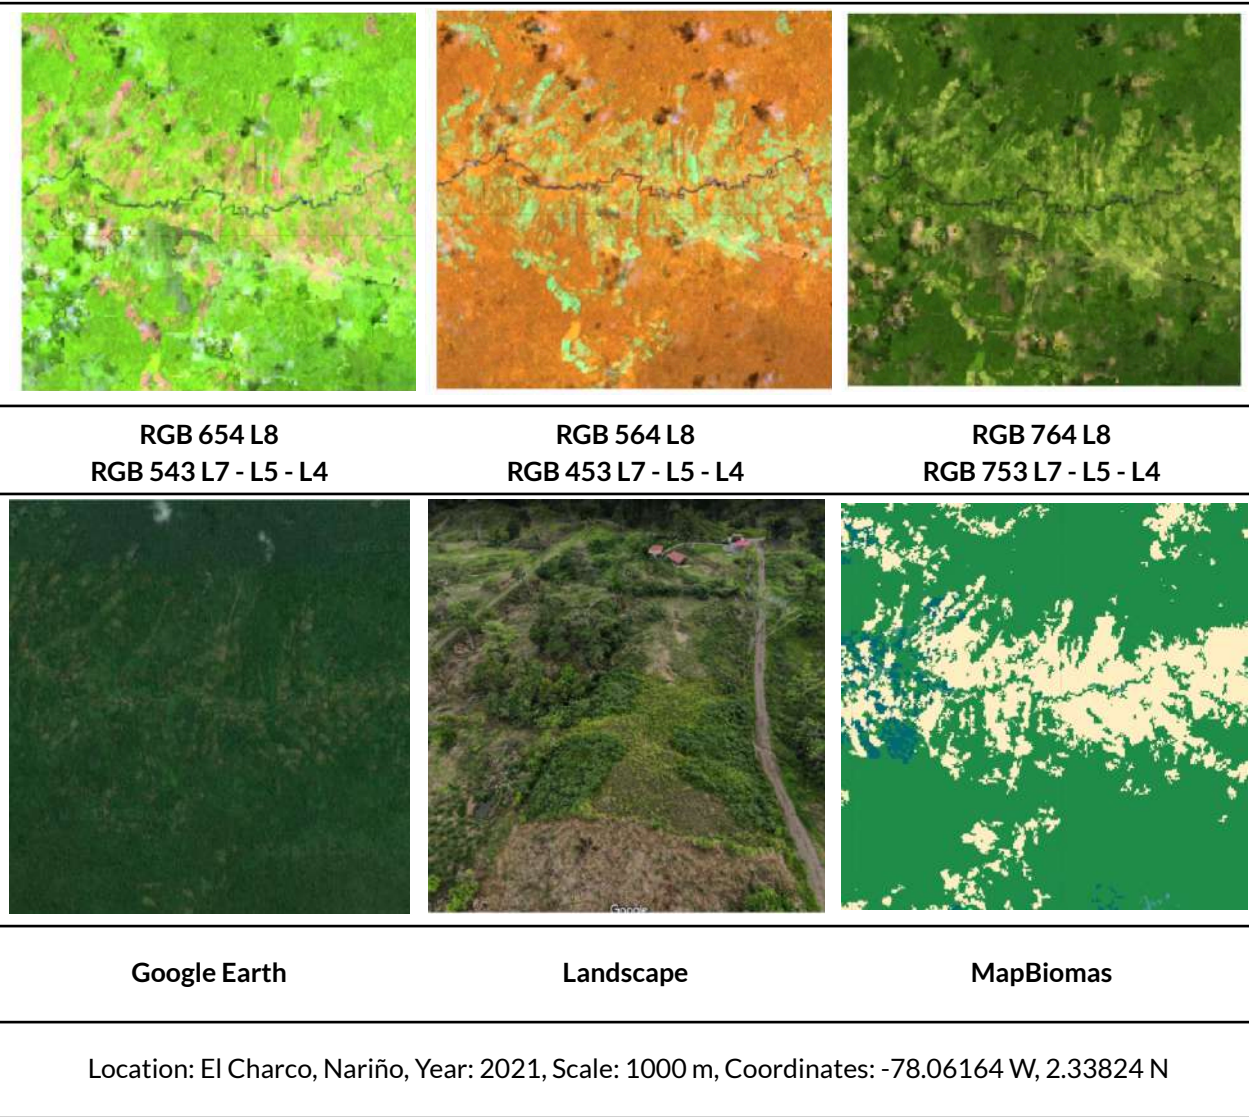 RGB 654 L8
RGB 543 L7 - L5 - L4
RGB 564 L8
RGB 453 L7 - L5 - L4
RGB 764 L8
RGB 753 L7 - L5 - L4
Google
Google Earth
Landscape
MapBiomas
Location: El Charco, Nariño, Year: 2021, Scale: 1000 m, Coordinates: -78.06164 W, 2.33824 N